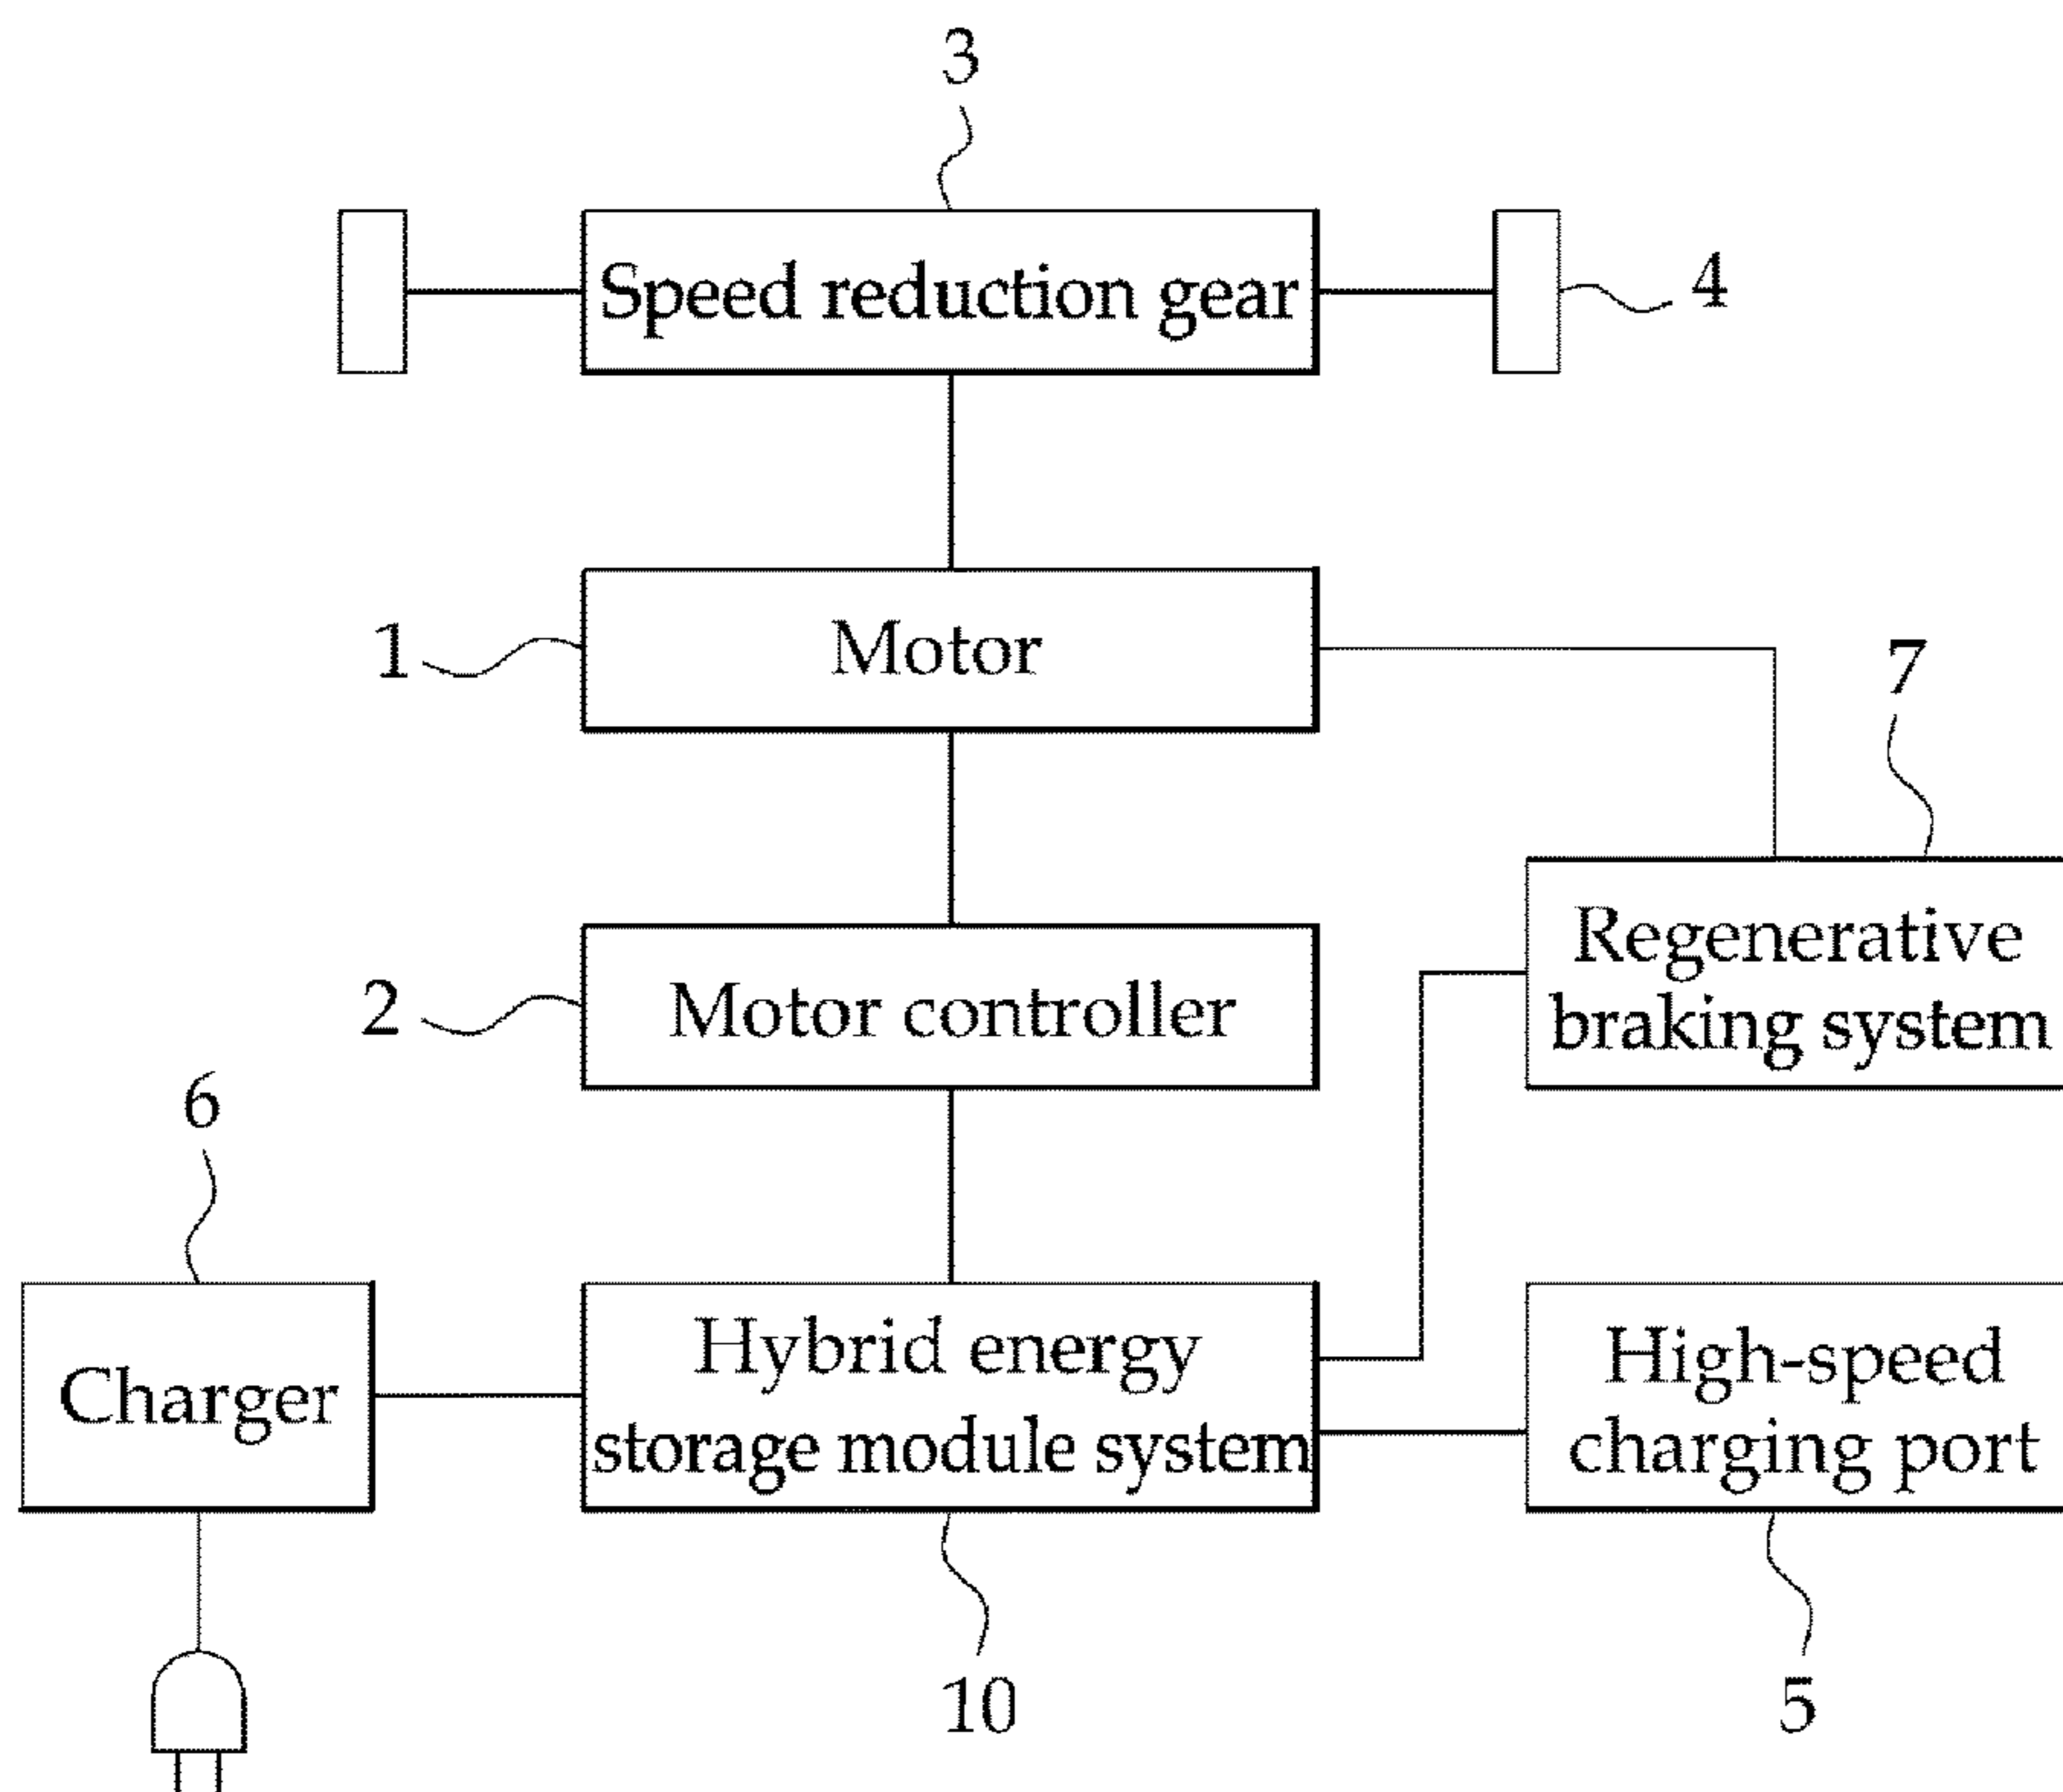 3
Speed reduction gear
4
1
Motor
7
2
Motor controller
Regenerative
braking system
6
Charger
Hybrid energy
storage module system
High-speed
charging port
10
5